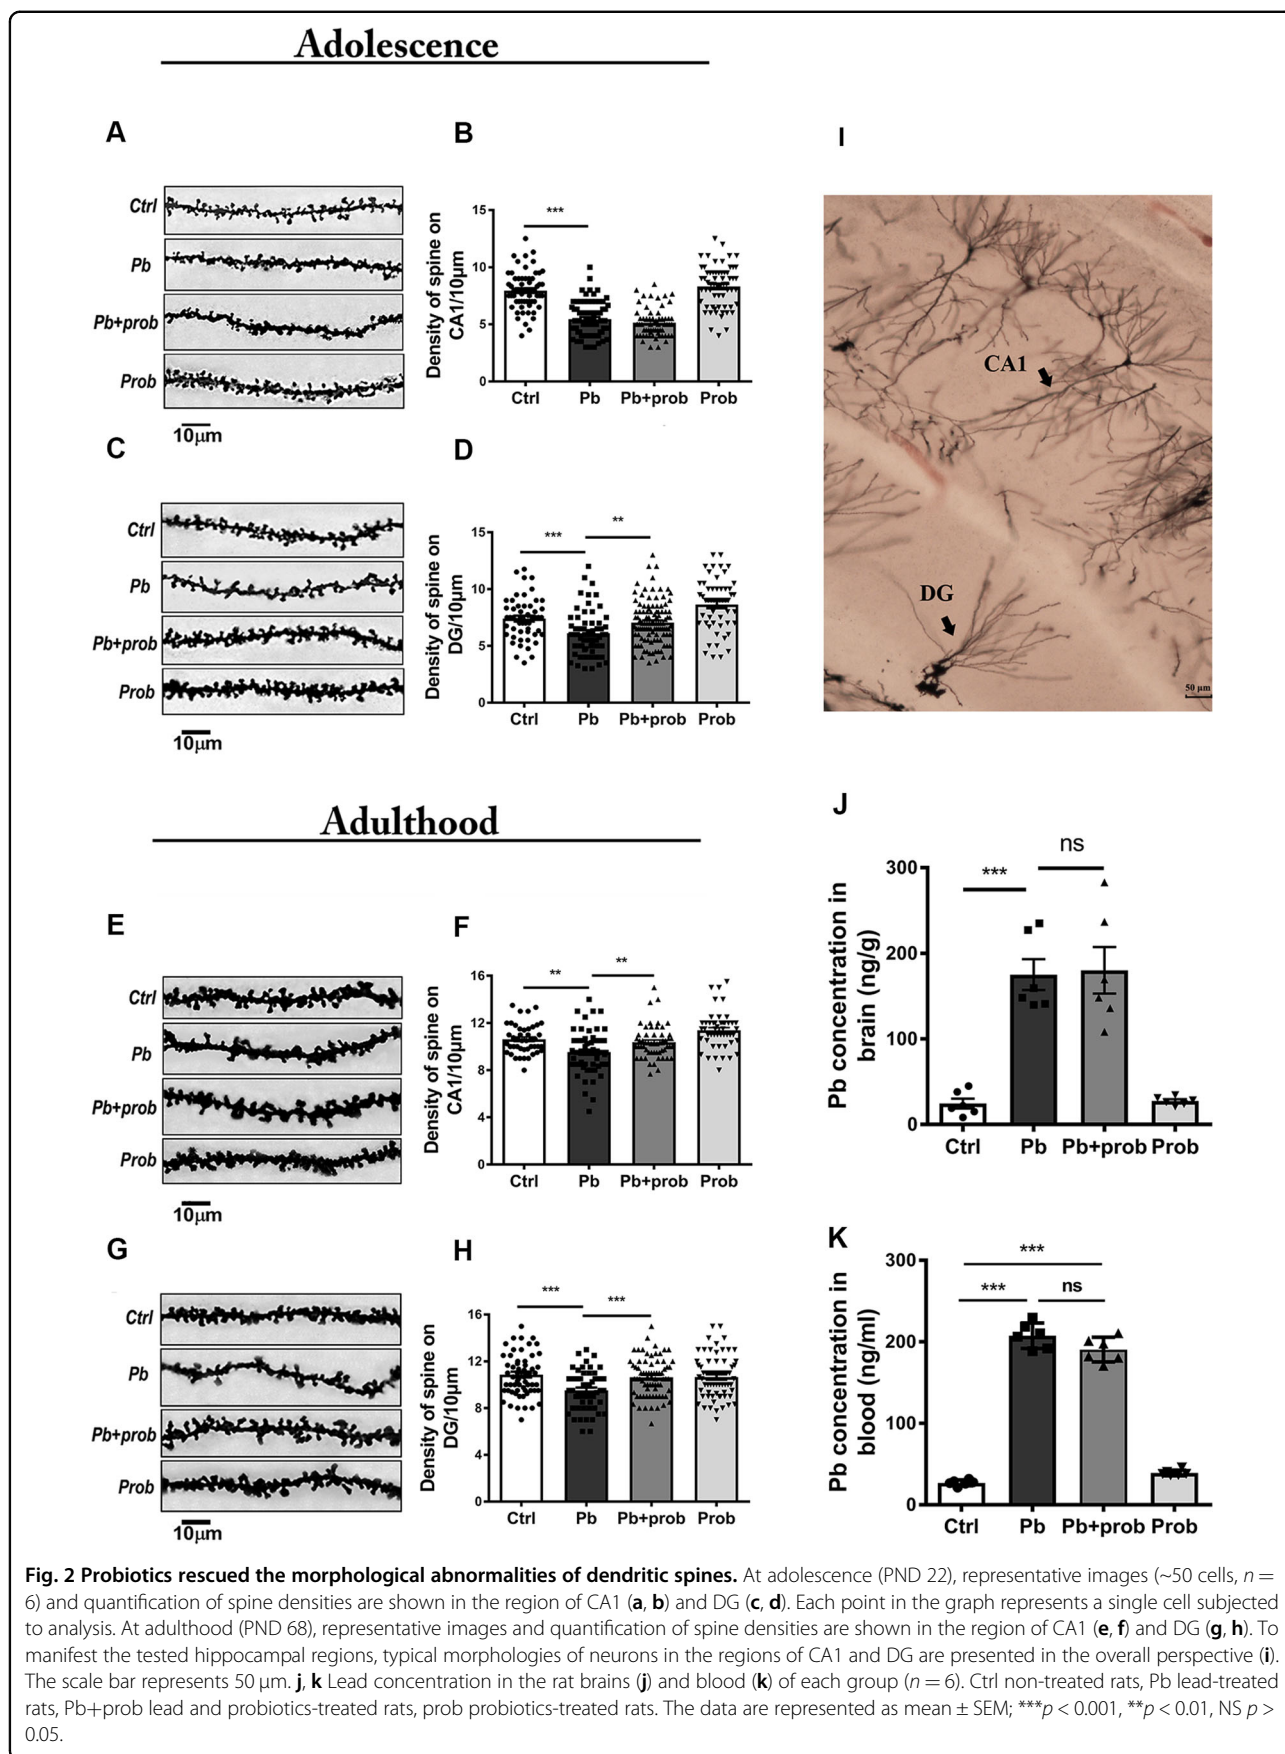 Adolescence
A
Ctrl
Pb
Pb+prob
Prob
10μm
B
Density of spine on
CA1/10μm
15
10
5
0
***
Ctrl Pb Pb+prob Prob
C
Ctrl
Pb
Pb+prob
Prob
10μm
D
Density of spine on
DG/10μm
15
10
5
0
*** **
Ctrl Pb Pb+prob Prob
I
CA1
DG
50 μm
Adulthood
E
Ctrl
Pb
Pb+prob
Prob
10μm
F
Density of spine on
CA1/10μm
16
12
8
4
0
** **
Ctrl Pb Pb+prob Prob
G
Ctrl
Pb
Pb+prob
Prob
10μm
H
Density of spine on
DG/10μm
16
12
8
4
0
*** ***
Ctrl Pb Pb+prob Prob
J
Pb concentration in
brain (ng/g)
300
200
100
0
*** ns
Ctrl Pb Pb+prob Prob
K
Pb concentration in
blood (ng/ml)
300
200
100
0
***
*** ns
Ctrl Pb Pb+prob Prob
Fig. 2 Probiotics rescued the morphological abnormalities of dendritic spines. At adolescence (PND 22), representative images (~50 cells, n =
6) and quantification of spine densities are shown in the region of CA1 (a, b) and DG (c, d). Each point in the graph represents a single cell subjected
to analysis. At adulthood (PND 68), representative images and quantification of spine densities are shown in the region of CA1 (e, f) and DG (g, h). To
manifest the tested hippocampal regions, typical morphologies of neurons in the regions of CA1 and DG are presented in the overall perspective (i).
The scale bar represents 50 μm. j, k Lead concentration in the rat brains (j) and blood (k) of each group (n = 6). Ctrl non-treated rats, Pb lead-treated
rats, Pb+prob lead and probiotics-treated rats, prob probiotics-treated rats. The data are represented as mean ± SEM; ***p < 0.001, **p < 0.01, NS p >
0.05.